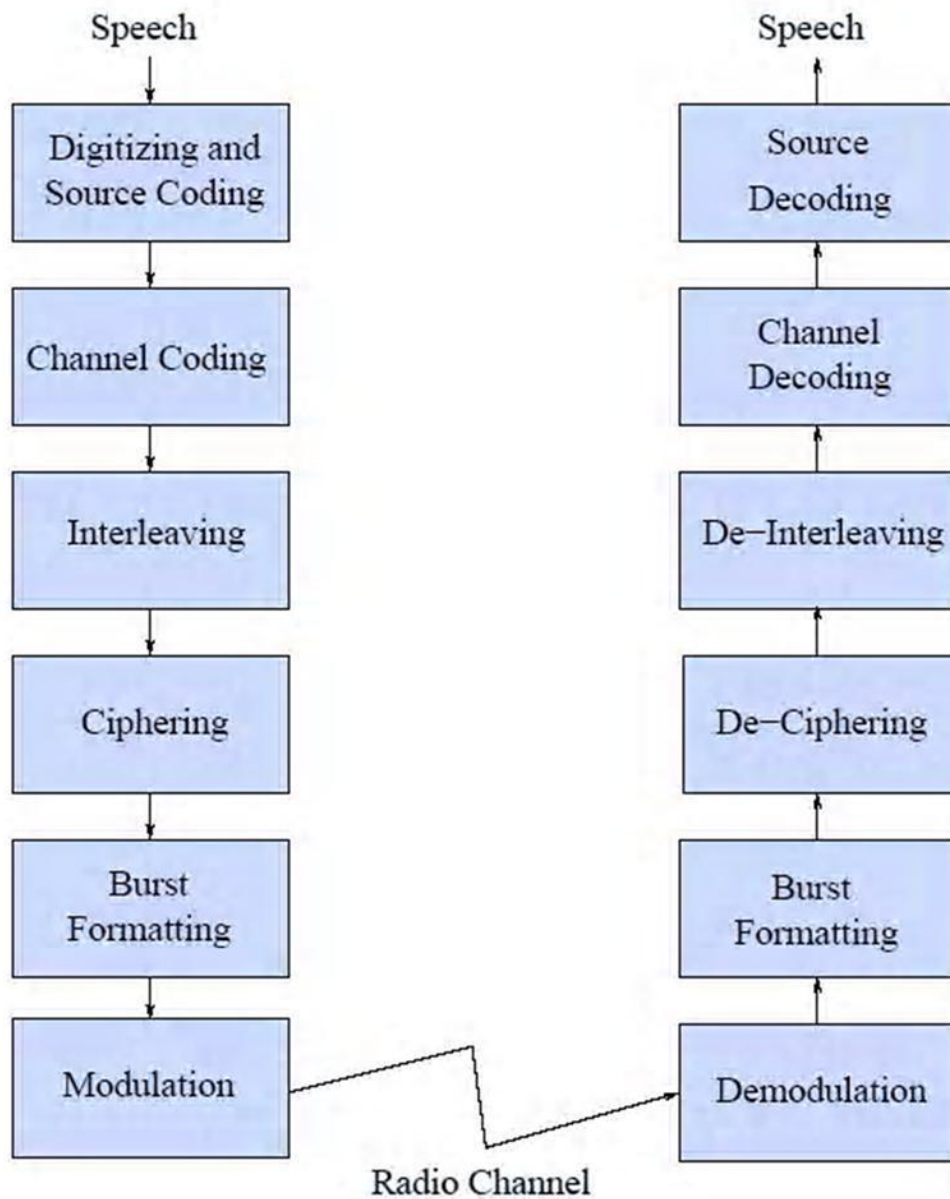 Speech
Digitizing and
Source Coding
Channel Coding
Interleaving
Ciphering
Burst
Formatting
Modulation
Radio Channel
Speech
Source
Decoding
Channel
Decoding
De−Interleaving
De−Ciphering
Burst
Formatting
Demodulation